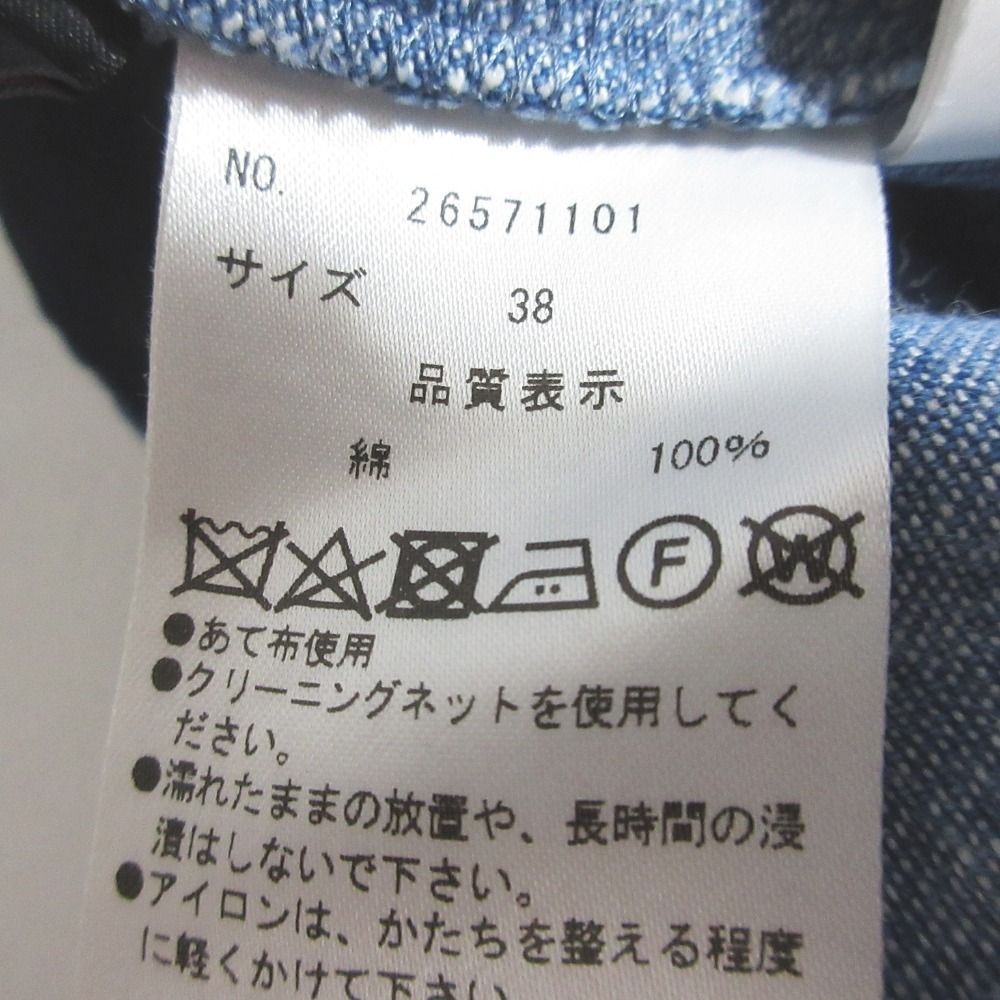 NO. 26571101
サイズ 38
品質表示
綿 100%
F W
●あて布使用
●クリーニングネットを使用してく
ださい。
●濡れたままの放置や、長時間の浸
漬はしないで下さい。
●アイロンは、かたちを整える程度
に軽くかけて下さい。